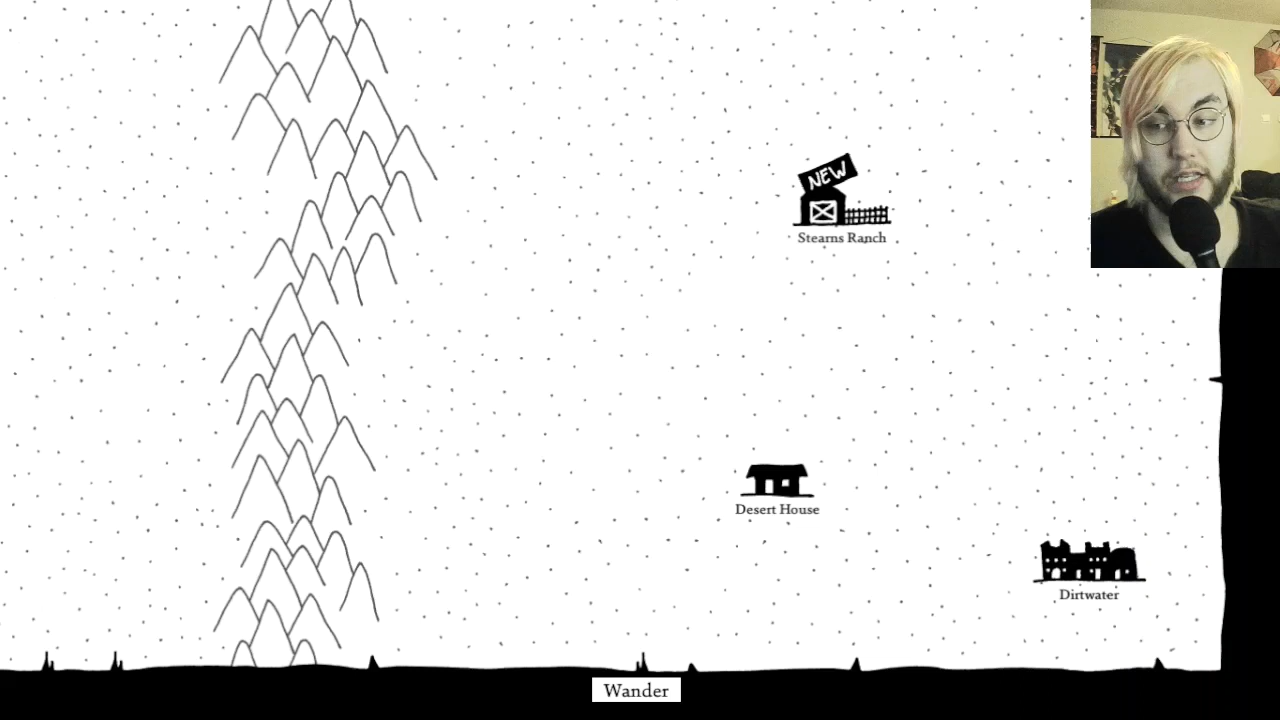 NEW
Stearns Ranch
Desert House
Dirtwater
Wander